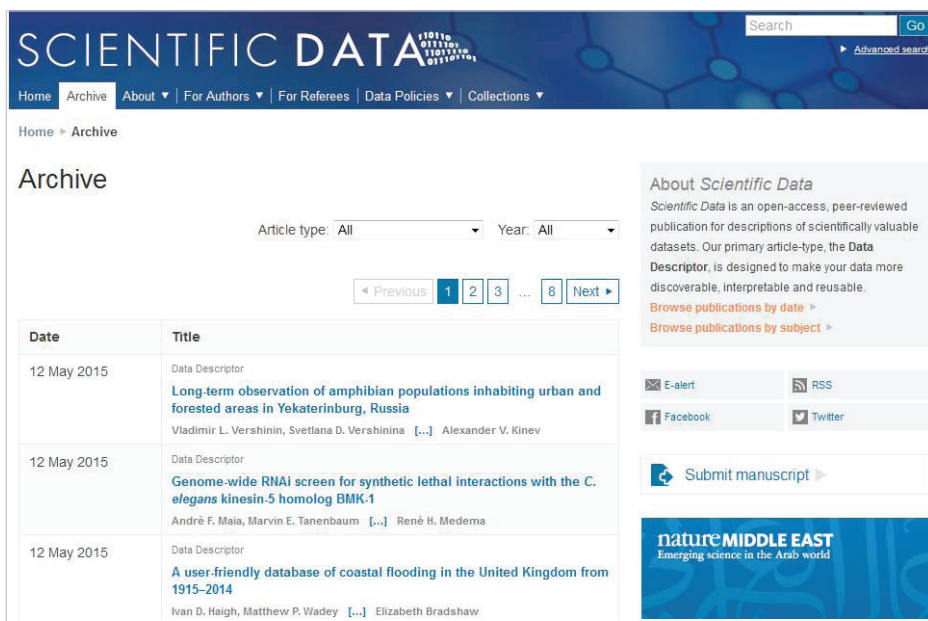 SCIENTIFIC DATA
110110
011110
11011110
011101101
Search
Go
Advanced search
Home Archive About For Authors For Referees Data Policies Collections
Home Archive
Archive
Article type: All Year: All
Previous 1 2 3 ... 8 Next
Date Title
12 May 2015
Data Descriptor
Long-term observation of amphibian populations inhabiting urban and
forested areas in Yekaterinburg, Russia
Vladimir L. Vershinin, Svetlana D. Vershinina [...] Alexander V. Kinev
12 May 2015
Data Descriptor
Genome-wide RNAi screen for synthetic lethal interactions with the C.
elegans kinesin-5 homolog BMK-1
André F. Maia, Marvin E. Tanenbaum [...] René H. Medema
12 May 2015
Data Descriptor
A user-friendly database of coastal flooding in the United Kingdom from
1915–2014
Ivan D. Haigh, Matthew P. Wadey [...] Elizabeth Bradshaw
About Scientific Data
Scientific Data is an open-access, peer-reviewed
publication for descriptions of scientifically valuable
datasets. Our primary article-type, the Data
Descriptor, is designed to make your data more
discoverable, interpretable and reusable.
Browse publications by date
Browse publications by subject
E-alert RSS
Facebook Twitter
Submit manuscript
nature MIDDLE EAST
Emerging science in the Arab world